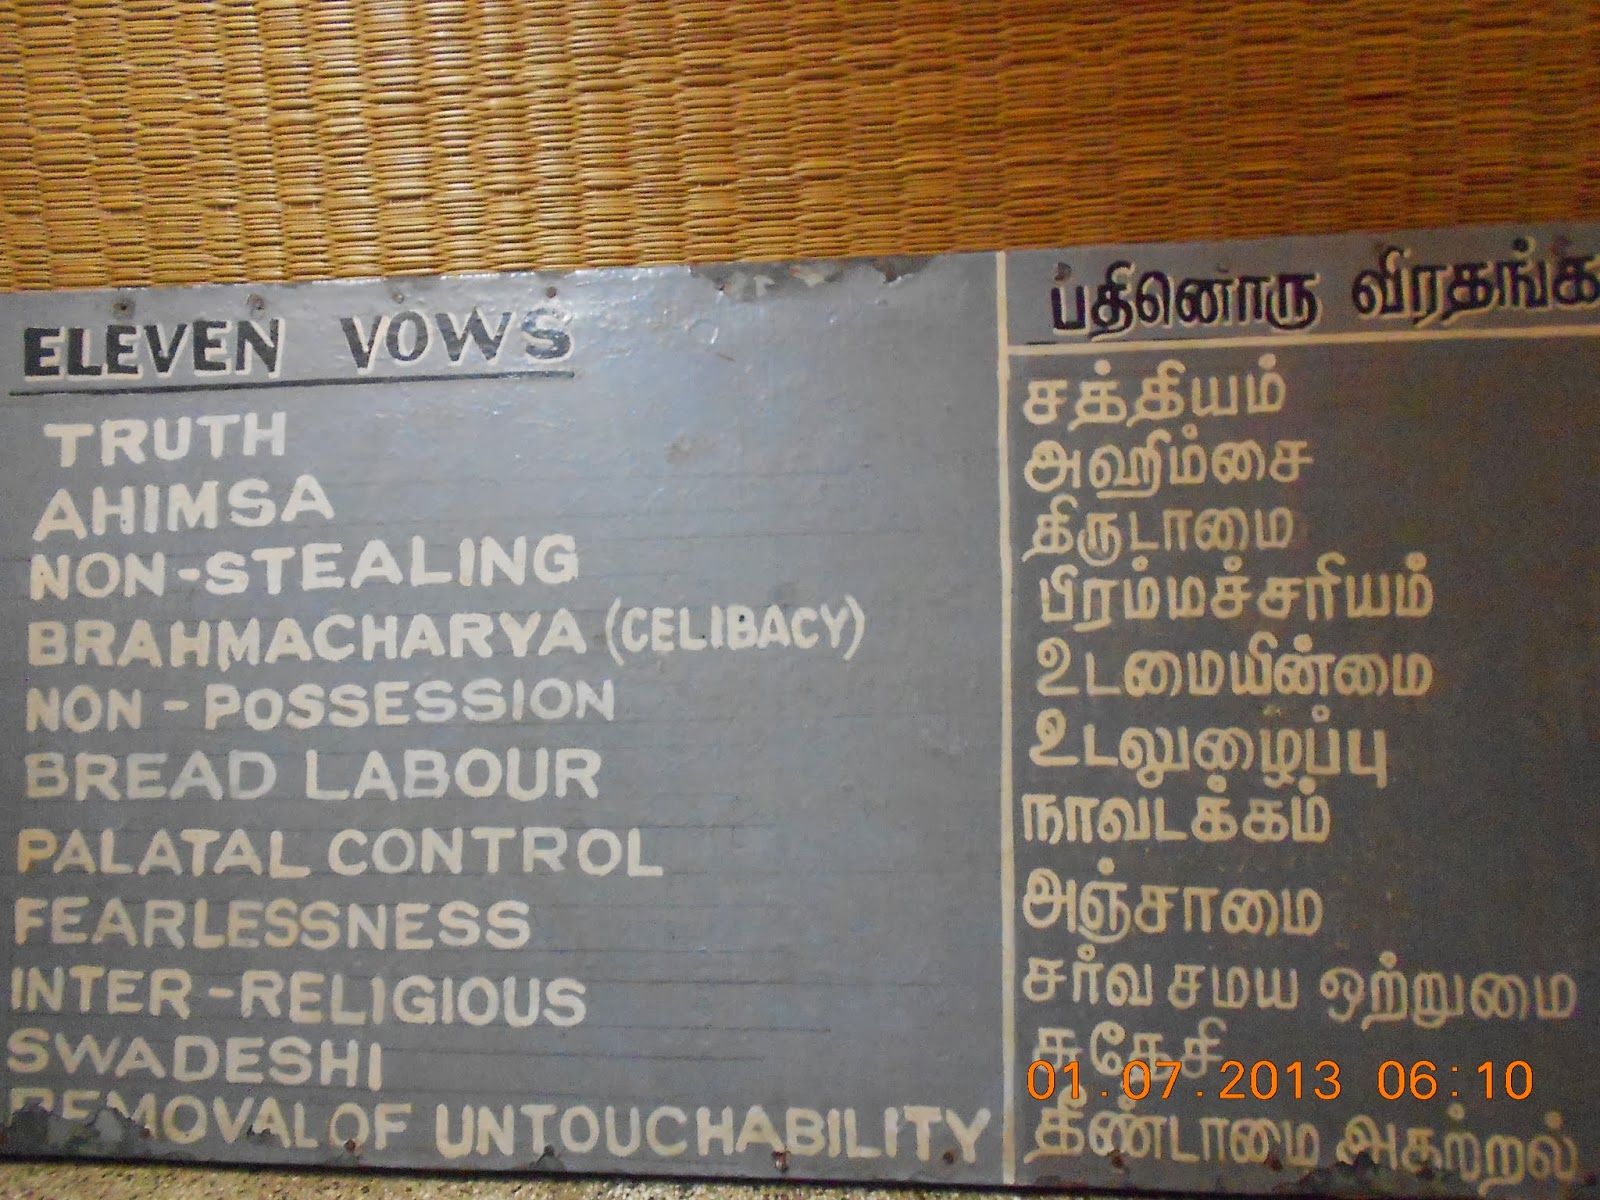 ELEVEN VOWS
TRUTH
AHIMSA
NON-STEALING
BRAHMACHARYA (CELIBACY)
NON - POSSESSION
BREAD LABOUR
PALATAL CONTROL
FEARLESSNESS
INTER-RELIGIOUS
SWADESHI
REMOVAL OF UNTOUCHABILITY
பதினொரு விரதங்க
சத்தியம்
அஹிம்சை
திருடாமை
பிரம்மச்சரியம்
உடமையின்மை
உடலுழைப்பு
நாவடக்கம்
அஞ்சாமை
சர்வ சமய ஒற்றுமை
சுதேசி
தீண்டாமை அகற்றல்
01.07.2013 06:10